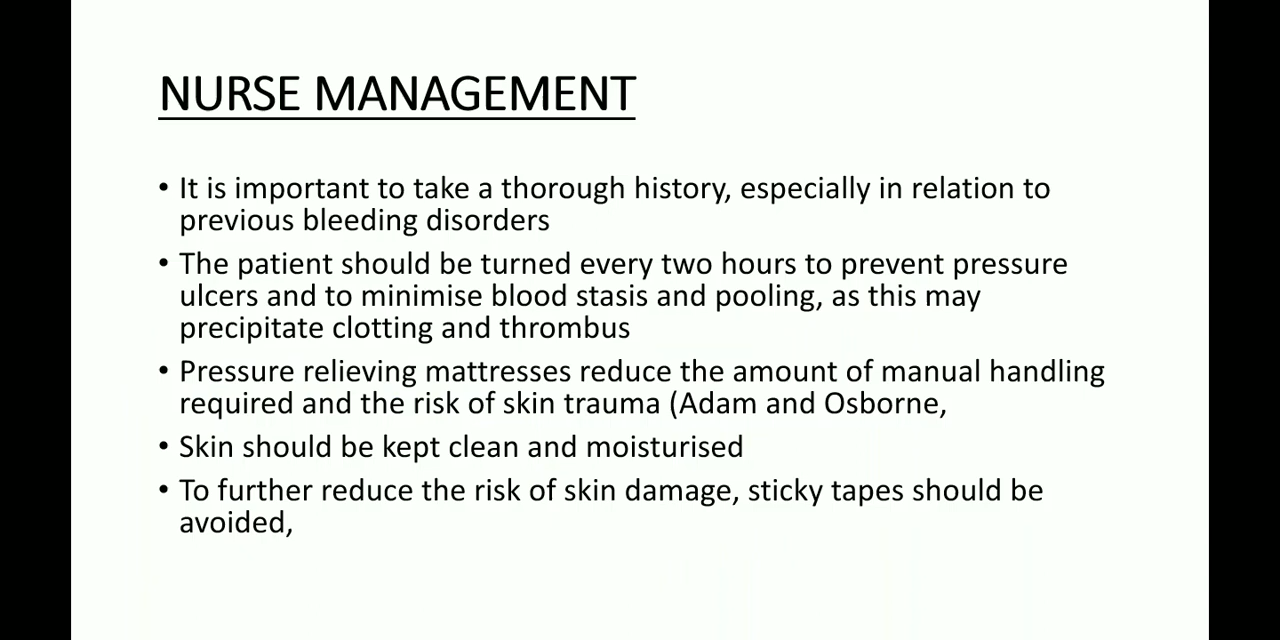 NURSE MANAGEMENT
• It is important to take a thorough history, especially in relation to
previous bleeding disorders
• The patient should be turned every two hours to prevent pressure
ulcers and to minimise blood stasis and pooling, as this may
precipitate clotting and thrombus
• Pressure relieving mattresses reduce the amount of manual handling
required and the risk of skin trauma (Adam and Osborne,
• Skin should be kept clean and moisturised
• To further reduce the risk of skin damage, sticky tapes should be
avoided,